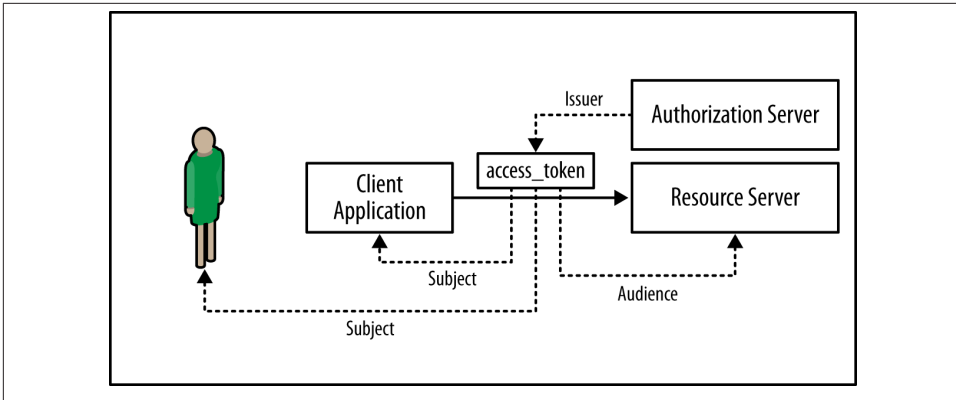 Issuer
Authorization Server
access_token
Client
Application
Resource Server
Subject
Audience
Subject